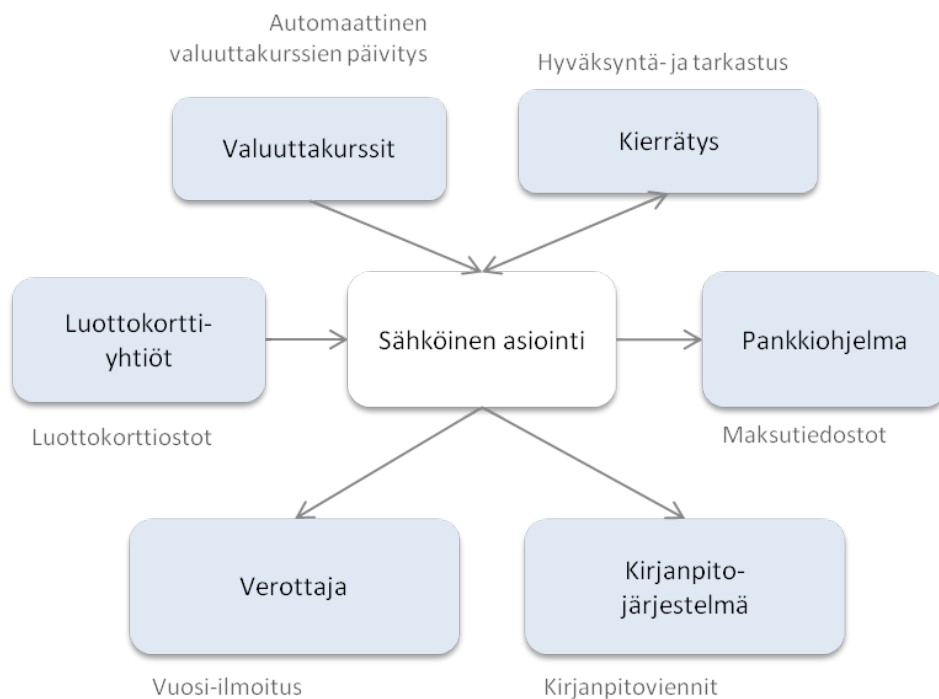 Automaattinen
valuuttakurssien päivitys
Hyväksyntä- ja tarkastus
Valuuttakurssit
Kierrätys
Luottokortti-
yhtiöt
Sähköinen asiointi
Pankkiohjelma
Luottokorttiostot
Maksutiedostot
Verottaja
Kirjanpito-
järjestelmä
Vuosi-ilmoitus
Kirjanpitoviennit